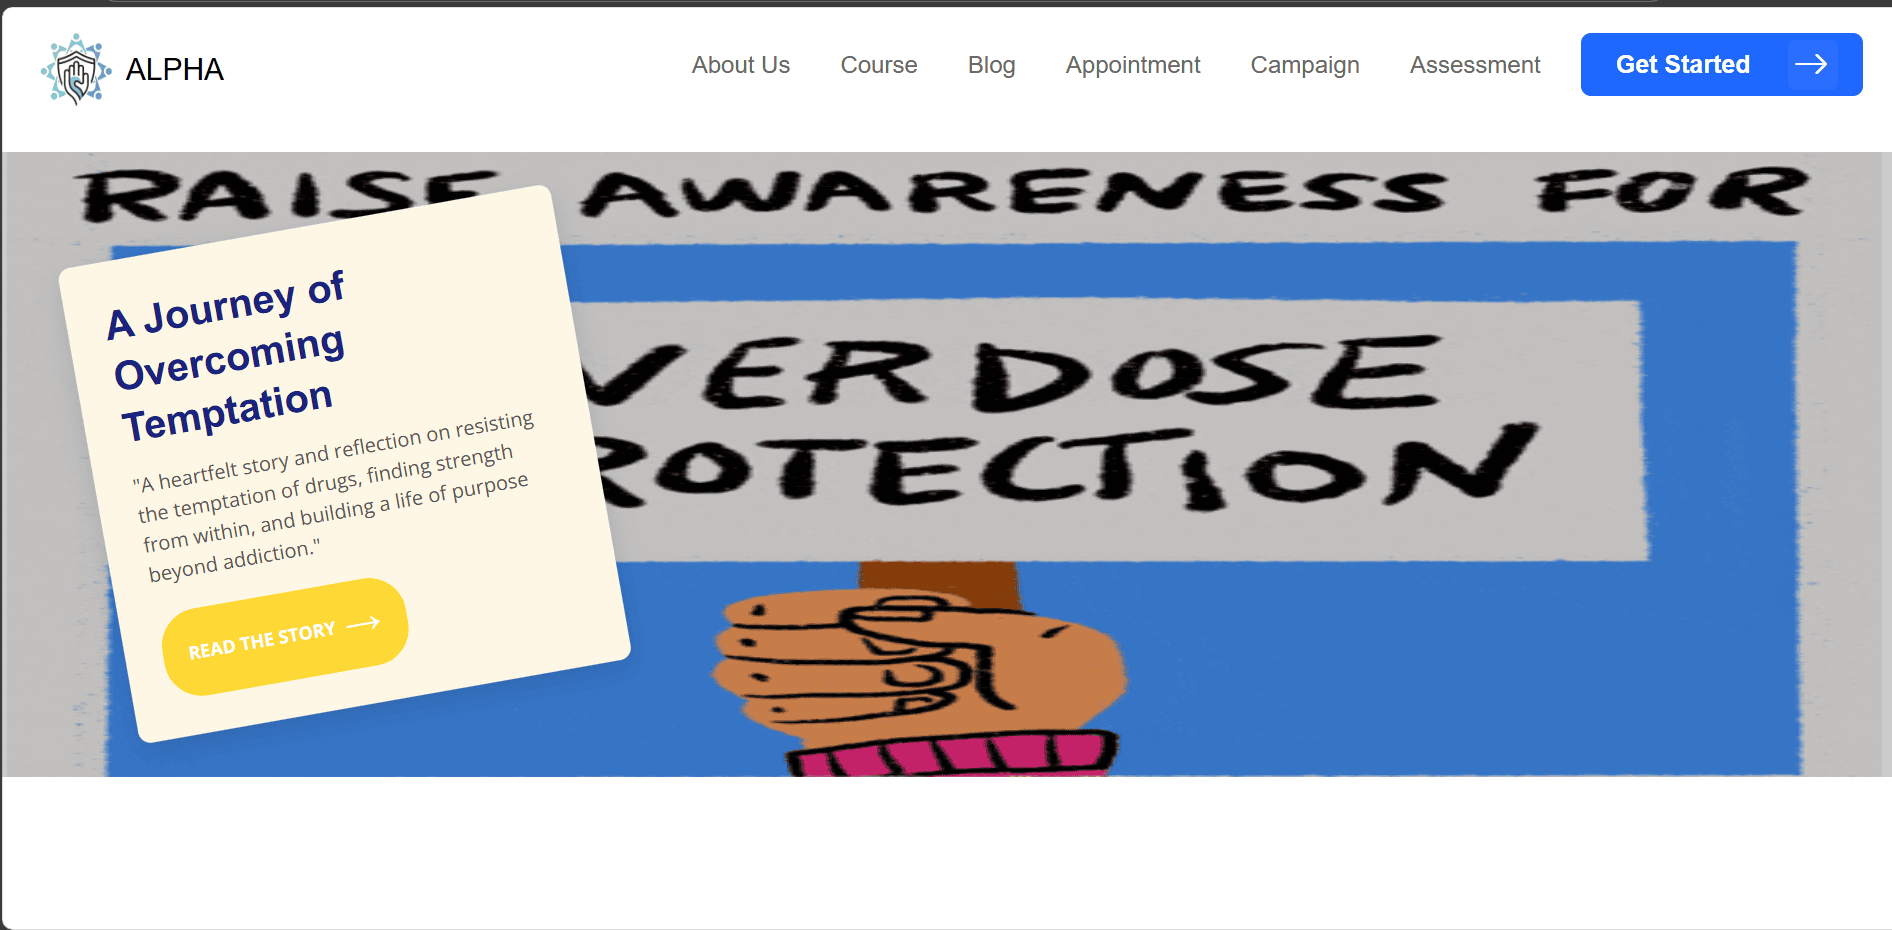 ALPHA
About Us
Course
Blog
Appointment
Campaign
Assessment
Get Started
RAISE AWARENESS FOR
A Journey of
Overcoming
Temptation
"A heartfelt story and reflection on resisting
the temptation of drugs, finding strength
from within, and building a life of purpose
beyond addiction."
READ THE STORY
VERDOSE
ROTECTION